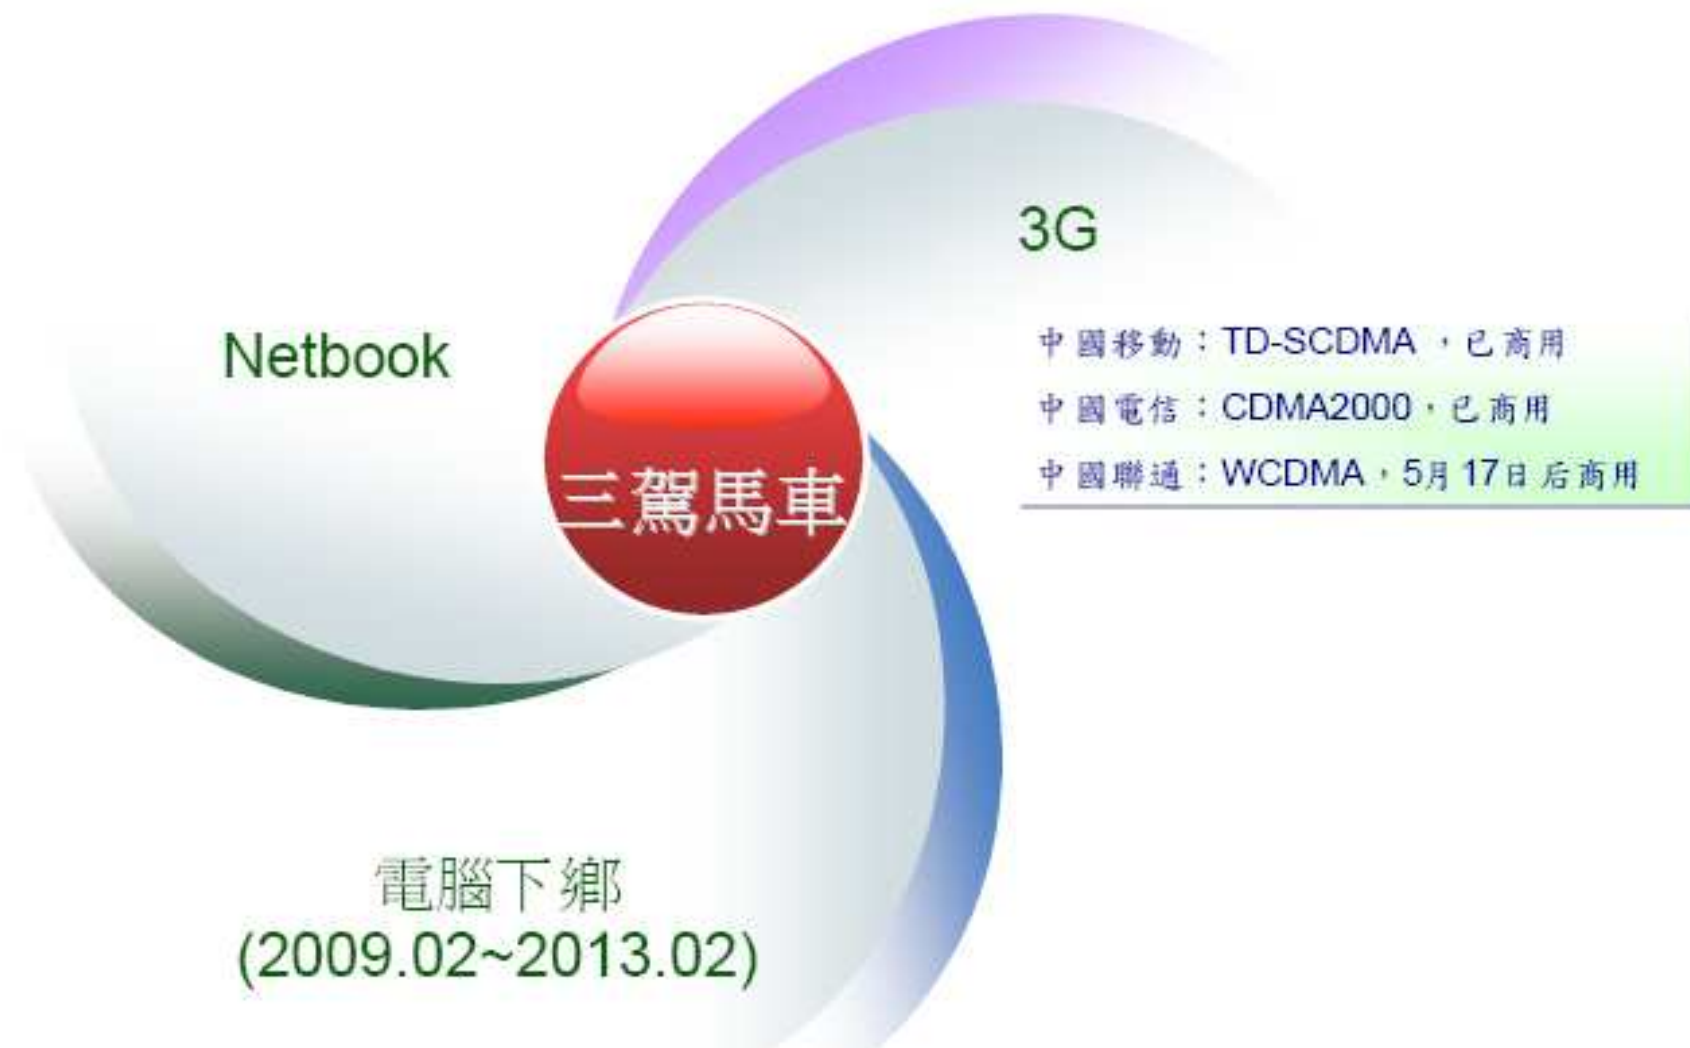 3G
Netbook
中國移動：TD-SCDMA ，已商用
中國電信：CDMA2000，已商用
中國聯通：WCDMA，5月17日后商用
三駕馬車
電腦下鄉
(2009.02~2013.02)